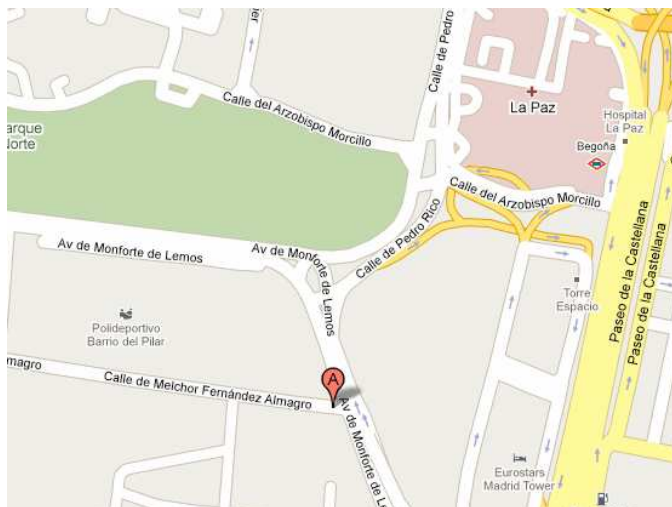 Calle de Pedro
Calle del Arzobispo Morcillo
La Paz
Hospital
La Paz
Begoña
arque
Norte
Calle del Arzobispo Morcillo
Calle de Pedro Rico
Av de Monforte de Lemos
Av de Monforte
de Lemos
Paseo de la Castellana
Paseo de la Castellana
Torre
Espacio
Polideportivo
Barrio del Pilar
lmagro
Calle de Melchor Fernández Almagro
A
Av de Monforte de Le
Eurostars
Madrid Tower